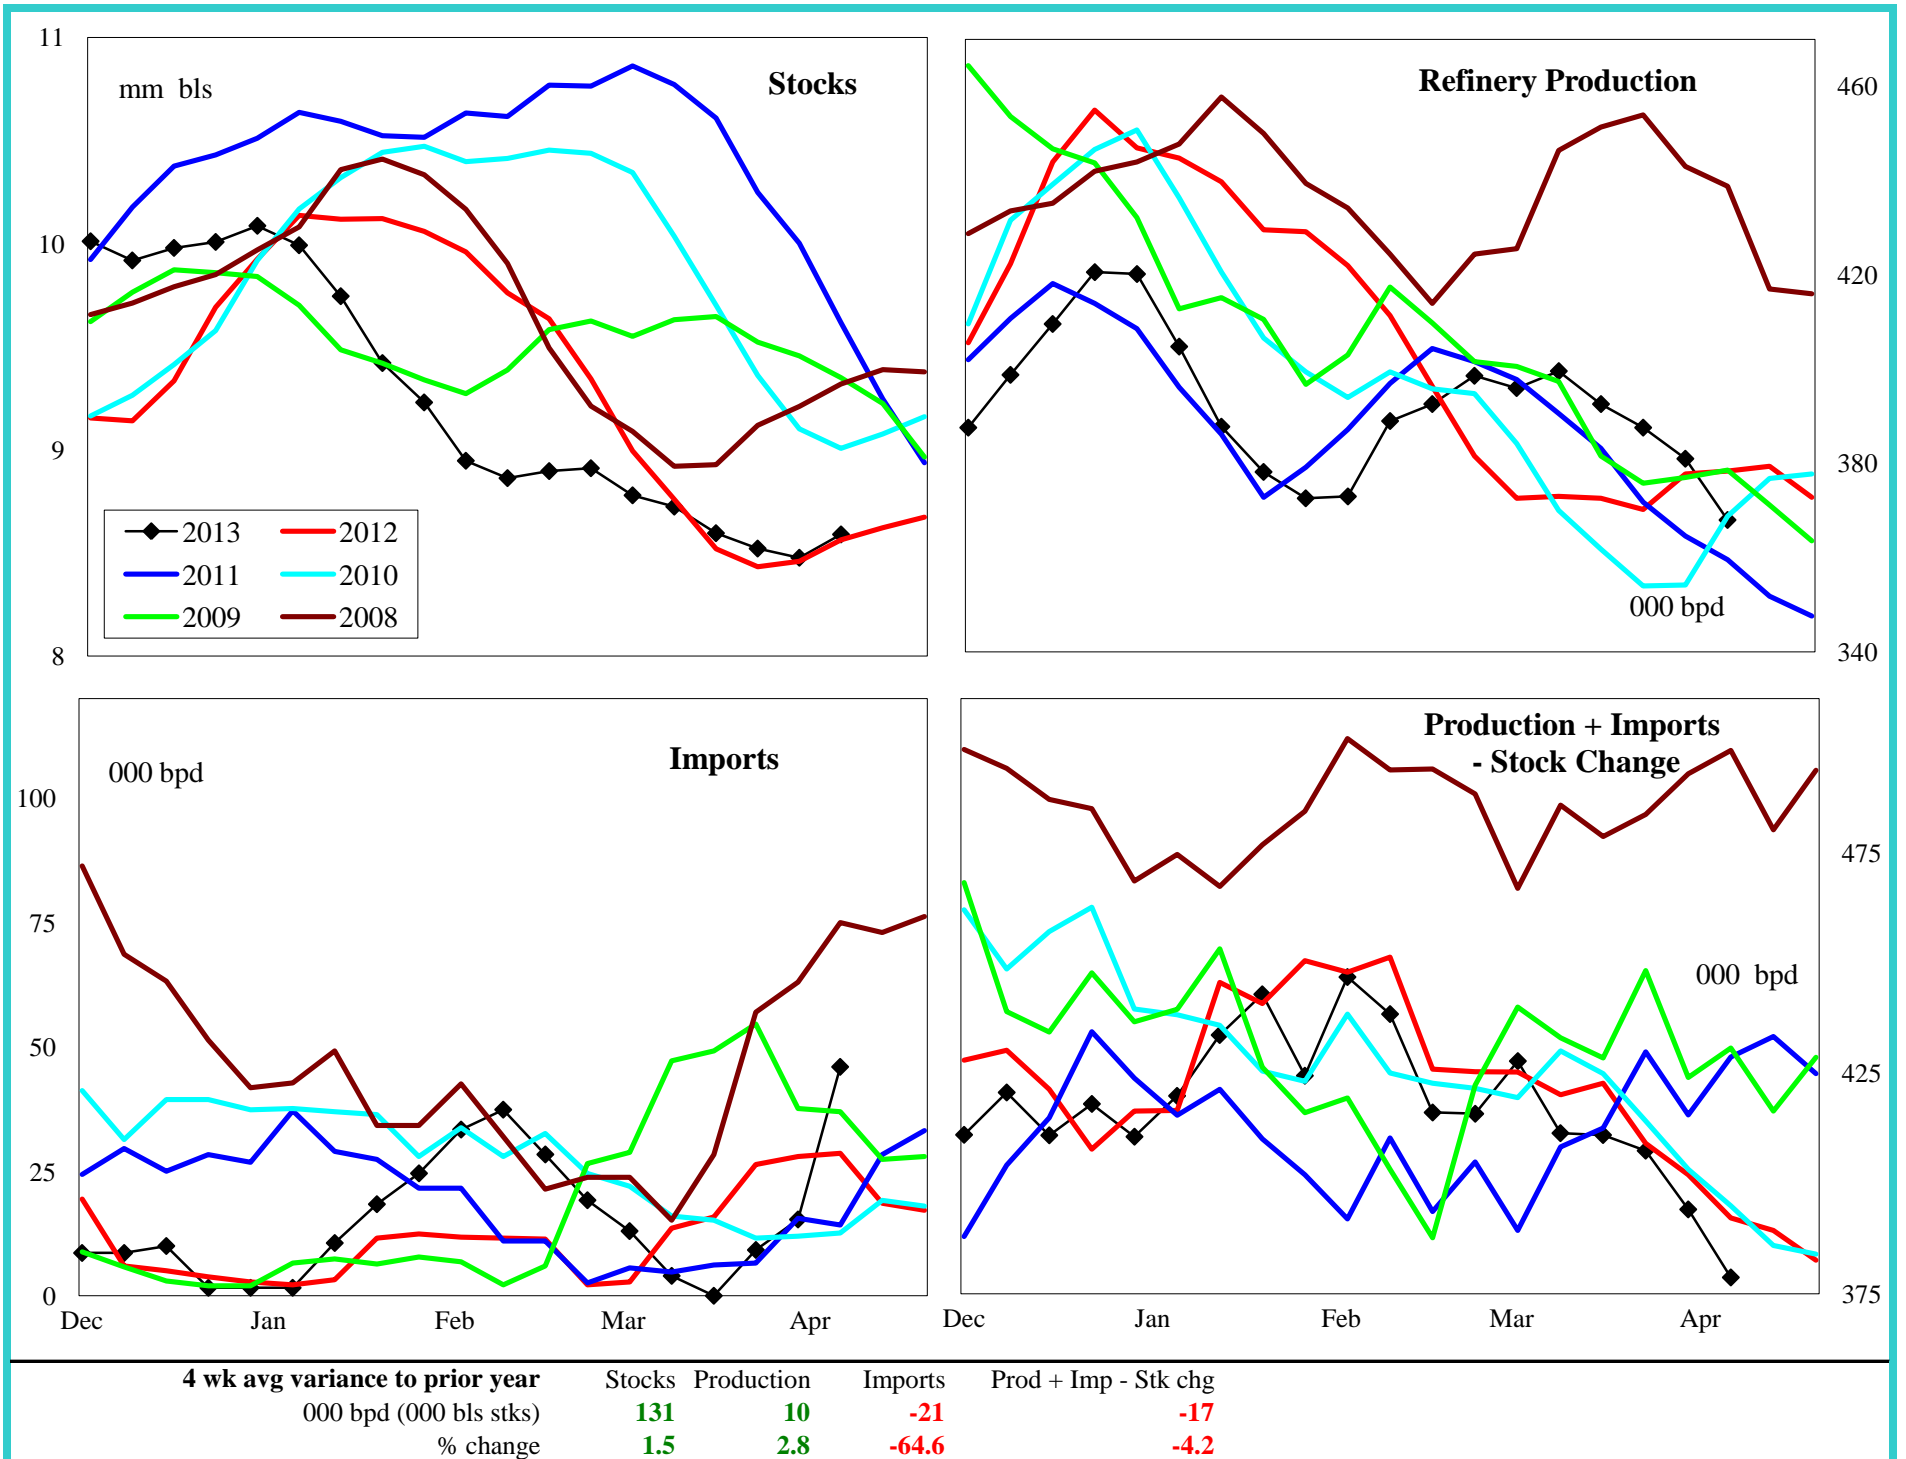 11
10
9
8
mm bls
Stocks
2013
2012
2011
2010
2009
2008
Refinery Production
460
420
380
340
000 bpd
Imports
000 bpd
100
75
50
25
0
Dec Jan Feb Mar Apr
Production + Imports
- Stock Change
475
000 bpd
425
375
Dec Jan Feb Mar Apr
4 wk avg variance to prior year Stocks Production Imports Prod + Imp - Stk chg
000 bpd (000 bls stks) 131 10 -21 -17
% change 1.5 2.8 -64.6 -4.2